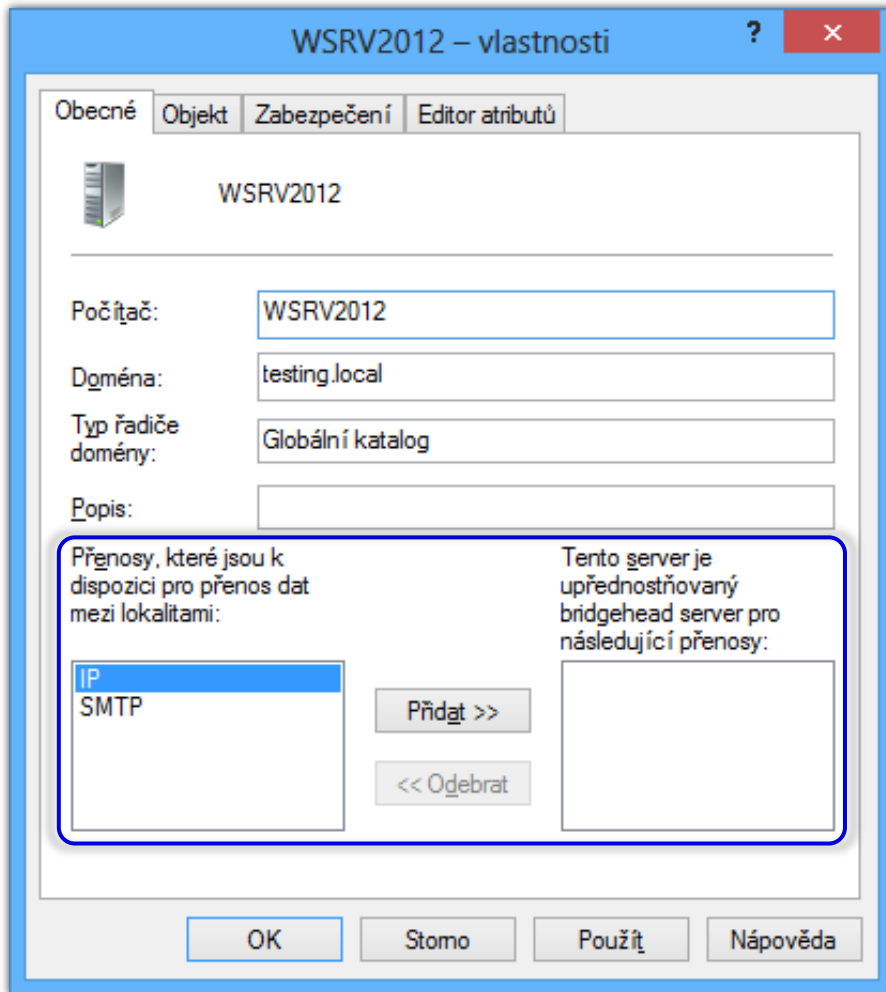 WSRV2012 – vlastnosti
?
Obecné
Objekt
Zabezpečení
Editor atributů
WSRV2012
Počítač:
WSRV2012
Doména:
testing.local
Typ řadiče
domény:
Globální katalog
Popis:
Přenosy, které jsou k
dispozici pro přenos dat
mezi lokalitami:
Tento server je
upřednostňovaný
bridgehead server pro
následující přenosy:
IP
SMTP
Přidat >>
<< Odebrat
OK
Storno
Použít
Nápověda